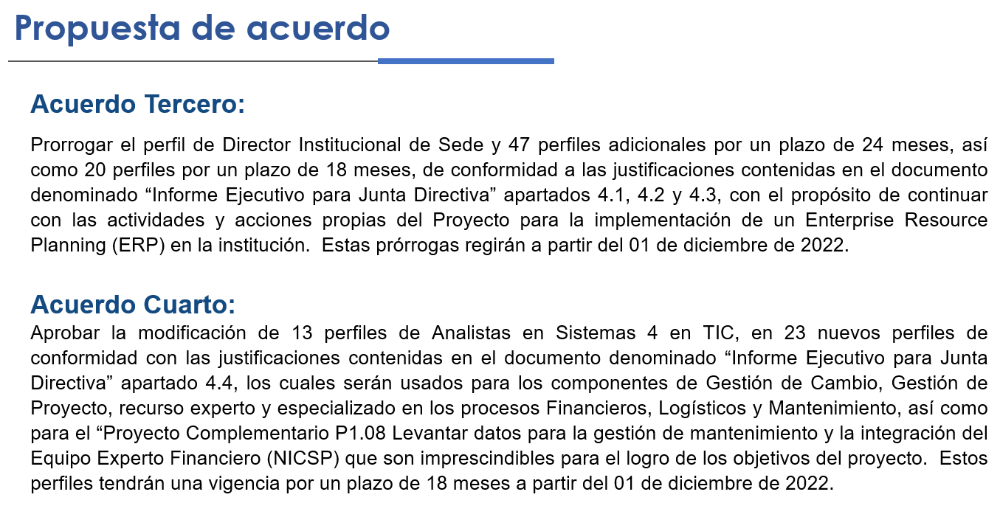 Propuesta de acuerdo
Acuerdo Tercero:
Prorrogar el perfil de Director Institucional de Sede y 47 perfiles adicionales por un plazo de 24 meses, así
como 20 perfiles por un plazo de 18 meses, de conformidad a las justificaciones contenidas en el documento
denominado “Informe Ejecutivo para Junta Directiva” apartados 4.1, 4.2 y 4.3, con el propósito de continuar
con las actividades y acciones propias del Proyecto para la implementación de un Enterprise Resource
Planning (ERP) en la institución.  Estas prórrogas regirán a partir del 01 de diciembre de 2022.
Acuerdo Cuarto:
Aprobar la modificación de 13 perfiles de Analistas en Sistemas 4 en TIC, en 23 nuevos perfiles de
conformidad con las justificaciones contenidas en el documento denominado “Informe Ejecutivo para Junta
Directiva” apartado 4.4, los cuales serán usados para los componentes de Gestión de Cambio, Gestión de
Proyecto, recurso experto y especializado en los procesos Financieros, Logísticos y Mantenimiento, así como
para el “Proyecto Complementario P1.08 Levantar datos para la gestión de mantenimiento y la integración del
Equipo Experto Financiero (NICSP) que son imprescindibles para el logro de los objetivos del proyecto.  Estos
perfiles tendrán una vigencia por un plazo de 18 meses a partir del 01 de diciembre de 2022.